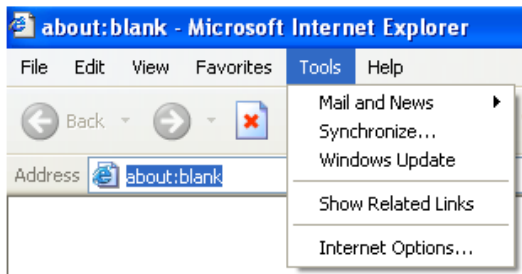 about:blank - Microsoft Internet Explorer
File Edit View Favorites Tools Help
Mail and News
Back
Synchronize...
Windows Update
Address about:blank
Show Related Links
Internet Options...